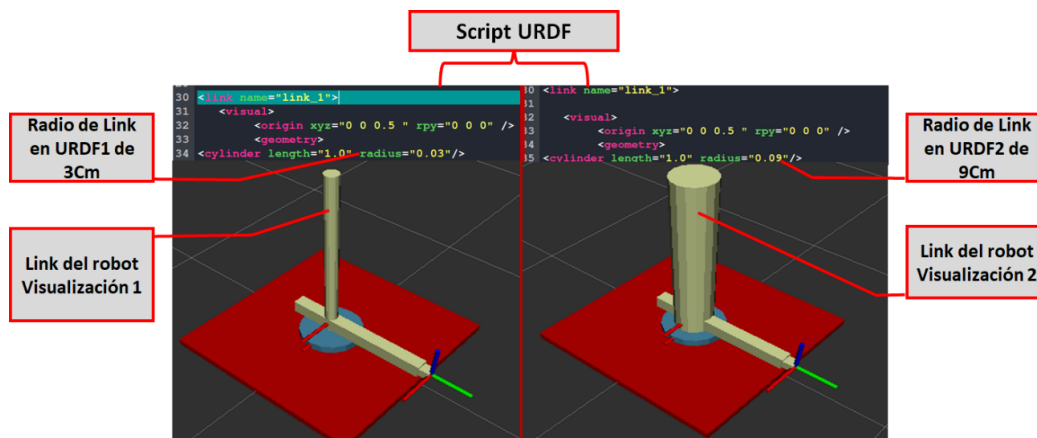 Script URDF
30 <link name="link_1">
31 <visual>
32 <origin xyz="0 0 0.5 " rpy="0 0 0" />
33 <geometry>
34 <cylinder length="1.0" radius="0.03"/>
30 <link name="link_1">
31
32 <visual>
33 <origin xyz="0 0 0.5 " rpy="0 0 0" />
34 <geometry>
35 <cylinder length="1.0" radius="0.09"/>
Radio de Link
en URDF1 de
3Cm
Radio de Link
en URDF2 de
9Cm
Link del robot
Visualización 1
Link del robot
Visualización 2